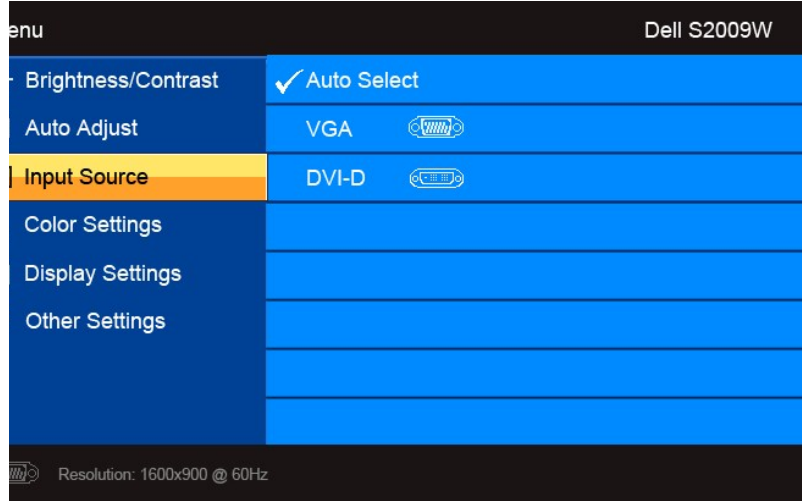 enu
Dell S2009W
Brightness/Contrast
Auto Select
Auto Adjust
VGA
Input Source
DVI-D
Color Settings
Display Settings
Other Settings
Resolution: 1600x900 @ 60Hz